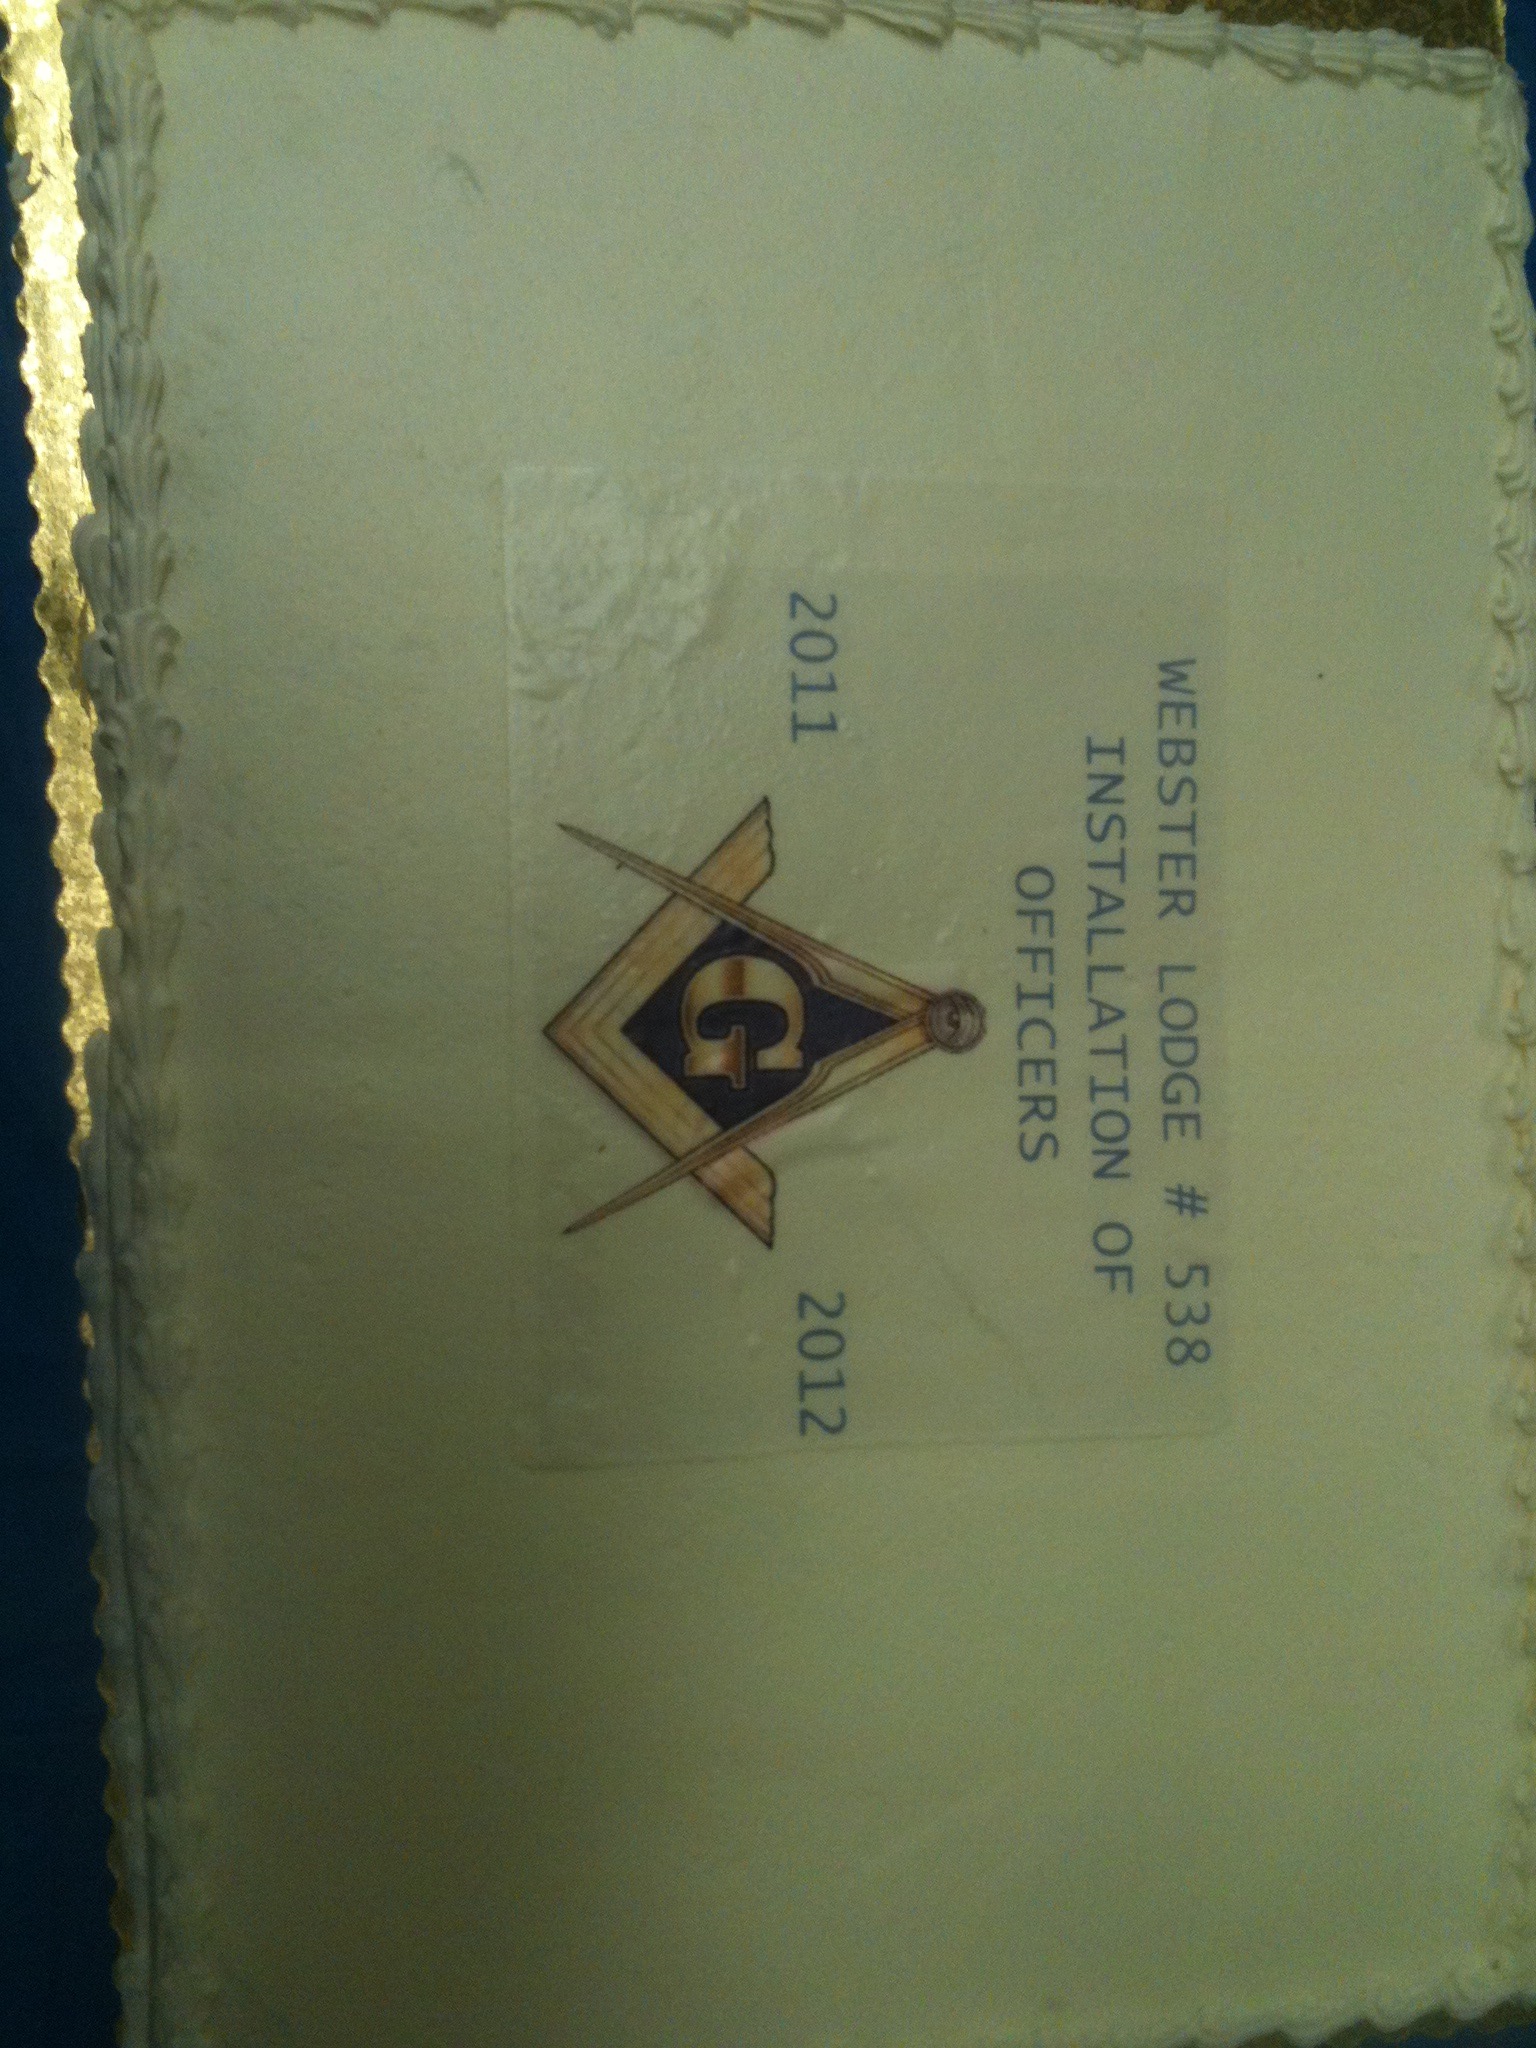 WEBSTER LODGE # 538
INSTALLATION OF
OFFICERS
2011 2012
G